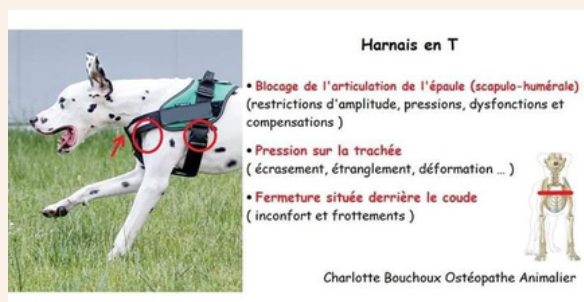 Harnais en T
• Blocage de l'articulation de l'épaule (scapulo-humérale)
(restrictions d'amplitude, pressions, dysfonctions et
compensations )
• Pression sur la trachée
( écrasement, étranglement, déformation ... )
• Fermeture située derrière le coude
( inconfort et frottements )
Charlotte Bouchoux Ostéopathe Animalier